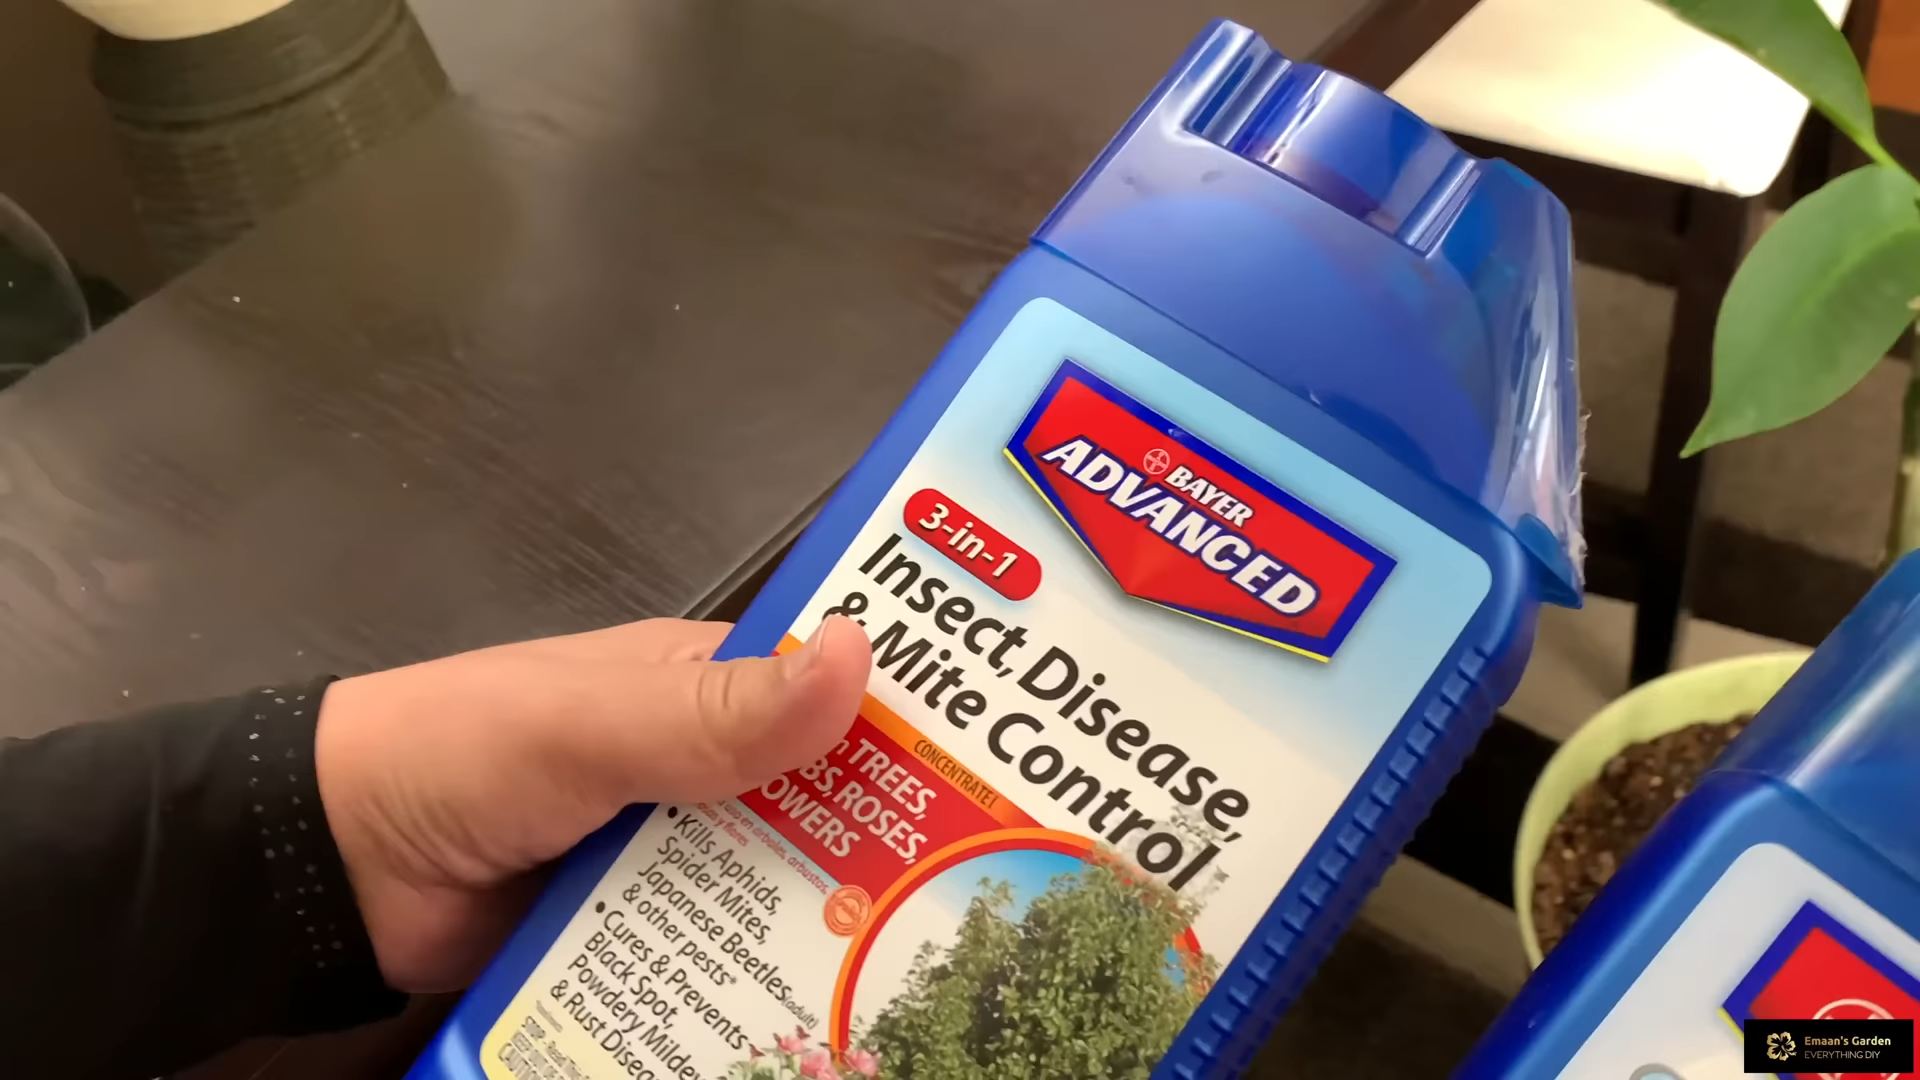 BAYER
ADVANCED
3-in-1
Insect, Disease,
& Mite Control
CONCENTRATE!
TREES,
ROSES,
• Kills Aphids,
Spider Mites,
Japanese Beetles (adult)
& other pests*
• Cures & Prevents
Black Spot,
Powdery Mildew
& Rust
Emaan's Garden
EVERYTHING DIY